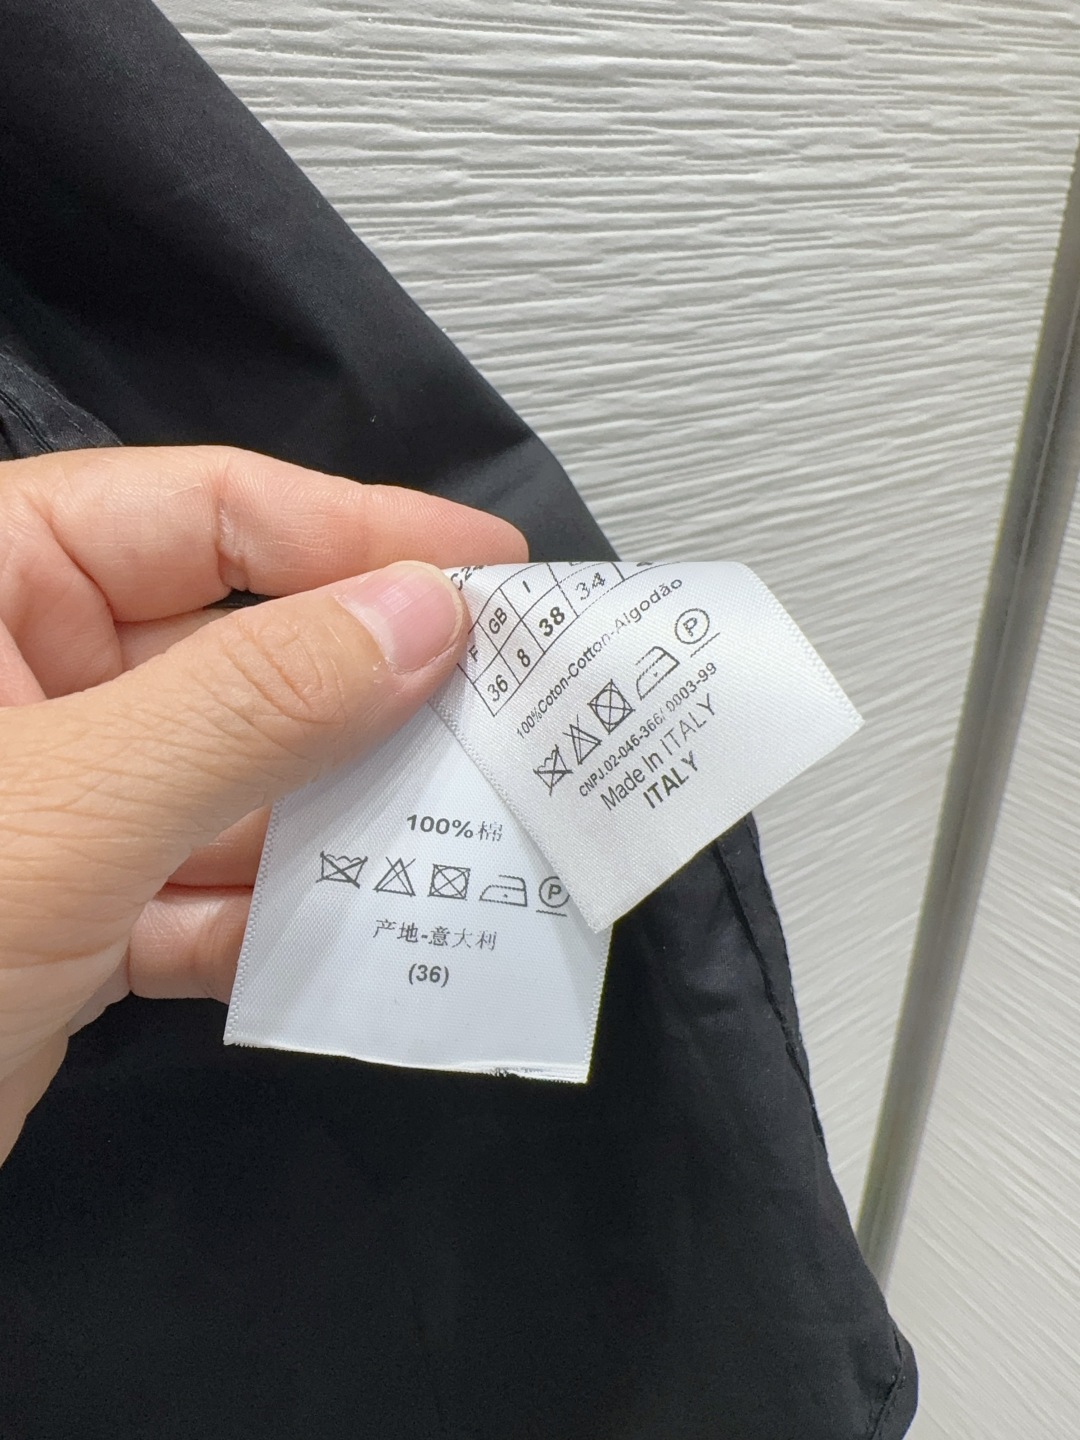 C24
F GB I
36 8 38 34
100%Coton-Cotton-Algodão
P
CNPJ.02-046-366/ 0003-99
Made In ITALY
ITALY
100%棉
P
产地-意大利
(36)